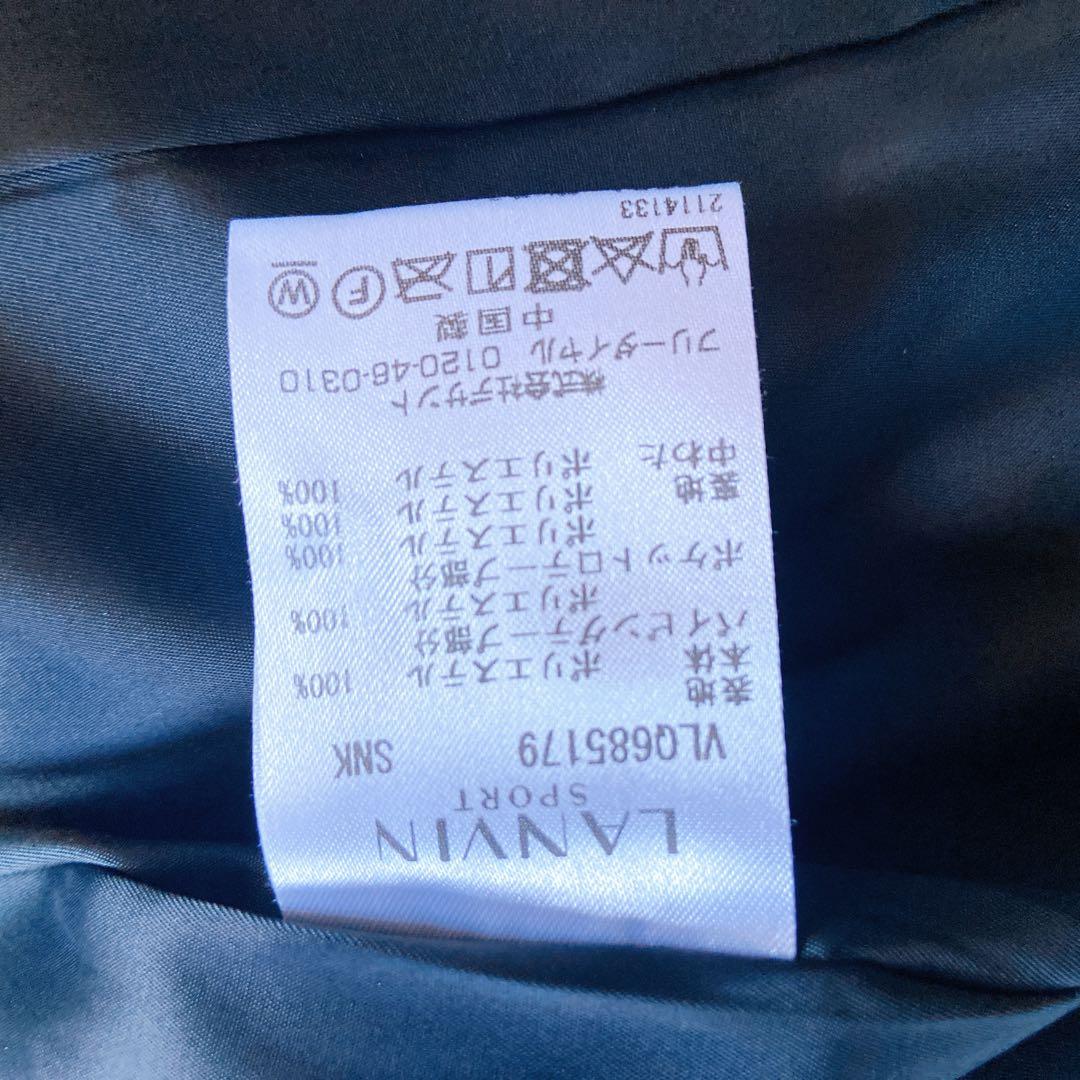 LANVIN
SPORT
VLQ685179 SNK
表地
本体 ポリエステル 100%
パイピングテープ部分
ポリエステル 100%
ポケット口テープ部分
ポリエステル 100%
裏地 ポリエステル 100%
中わた ポリエステル 100%
株式会社デサント
フリーダイヤル 0120-46-0310
中国製
F W
2114133